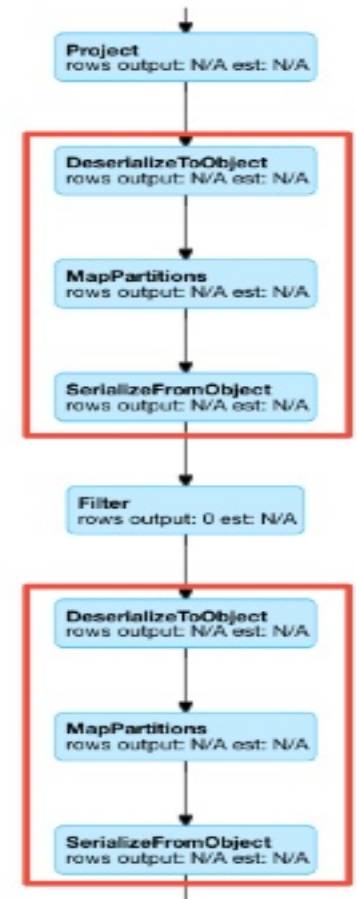 Project
rows output: N/A est: N/A
DeserializeToObject
rows output: N/A est: N/A
MapPartitions
rows output: N/A est: N/A
SerializeFromObject
rows output: N/A est: N/A
Filter
rows output: 0 est: N/A
DeserializeToObject
rows output: N/A est: N/A
MapPartitions
rows output: N/A est: N/A
SerializeFromObject
rows output: N/A est: N/A